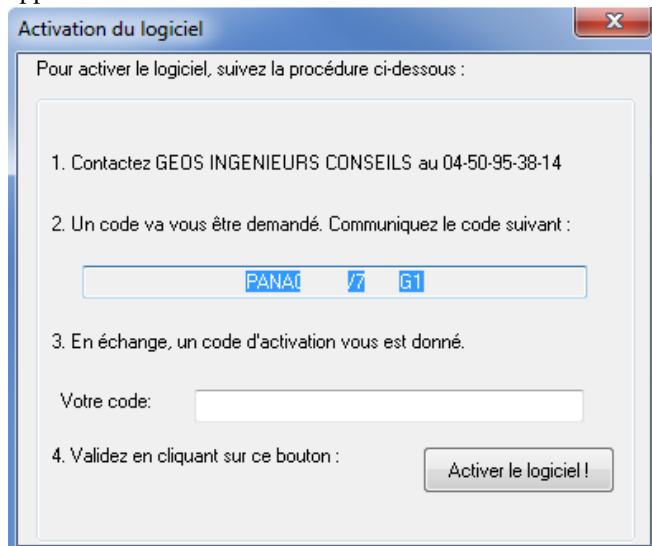 Activation du logiciel
Pour activer le logiciel, suivez la procédure ci-dessous :
1. Contactez GEOS INGENIEURS CONSEILS au 04-50-95-38-14
2. Un code va vous être demandé. Communiquez le code suivant :
G1
3. En échange, un code d'activation vous est donné.
Votre code:
4. Validez en cliquant sur ce bouton :
Activer le logiciel !